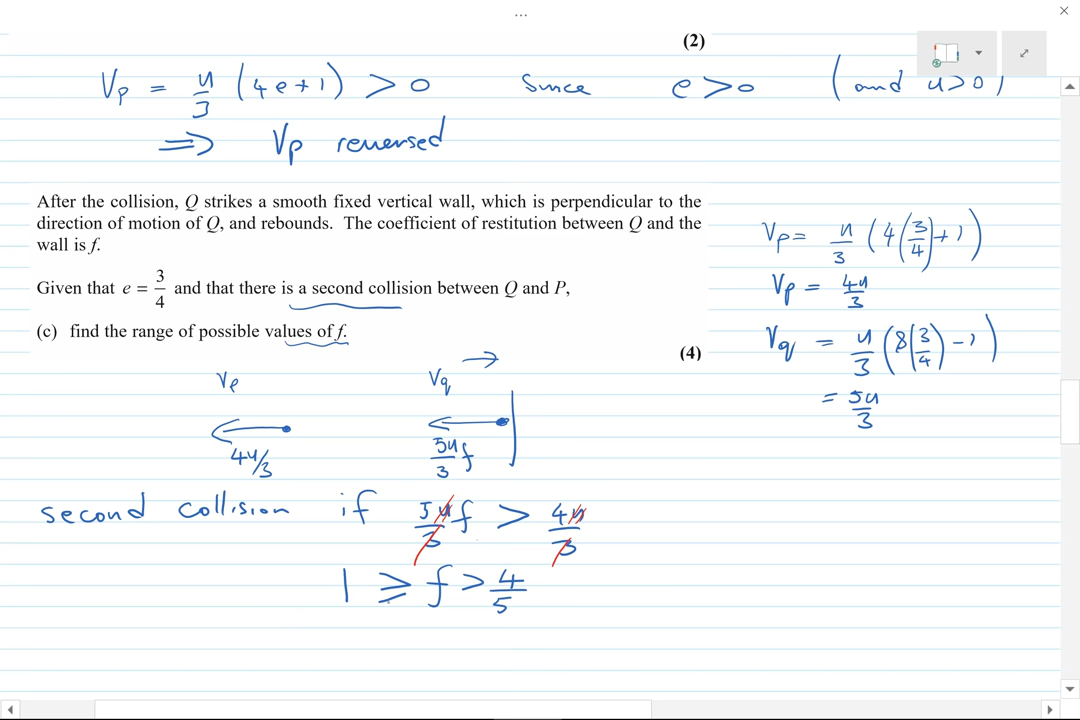 (2)
Vp = u/3 (4e+1) > 0 since e>0 (and u>0)
⇒ Vp reversed
After the collision, Q strikes a smooth fixed vertical wall, which is perpendicular to the
direction of motion of Q, and rebounds. The coefficient of restitution between Q and the
wall is f.
Given that e = 3/4 and that there is a second collision between Q and P,
(c) find the range of possible values of f.
(4)
Vp = u/3 (4(3/4)+1)
Vp = 4u/3
Vq = u/3 (8(3/4)-1)
= 5u/3
Vp Vq →
4u/3 5u/3 f
second collision if 5u/3 f > 4u/3
1 ≥ f > 4/5